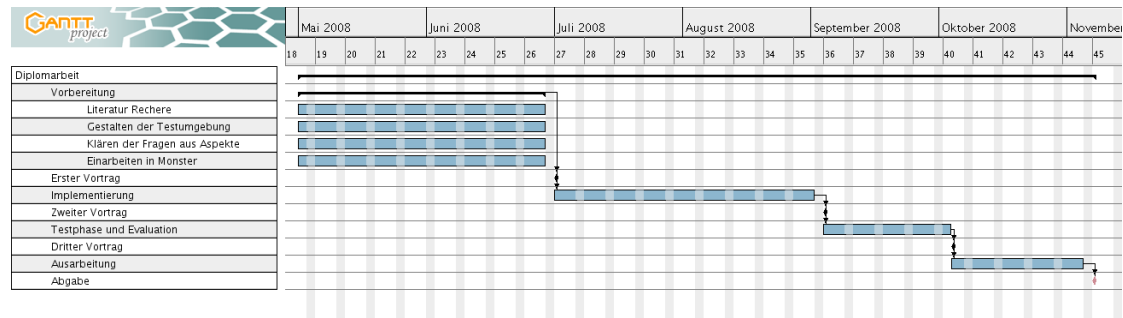 GANTT
project
Mai 2008 Juni 2008 Juli 2008 August 2008 September 2008 Oktober 2008 November
18 19 20 21 22 23 24 25 26 27 28 29 30 31 32 33 34 35 36 37 38 39 40 41 42 43 44 45
Diplomarbeit
Vorbereitung
Literatur Rechere
Gestalten der Testumgebung
Klären der Fragen aus Aspekte
Einarbeiten in Monster
Erster Vortrag
Implementierung
Zweiter Vortrag
Testphase und Evaluation
Dritter Vortrag
Ausarbeitung
Abgabe